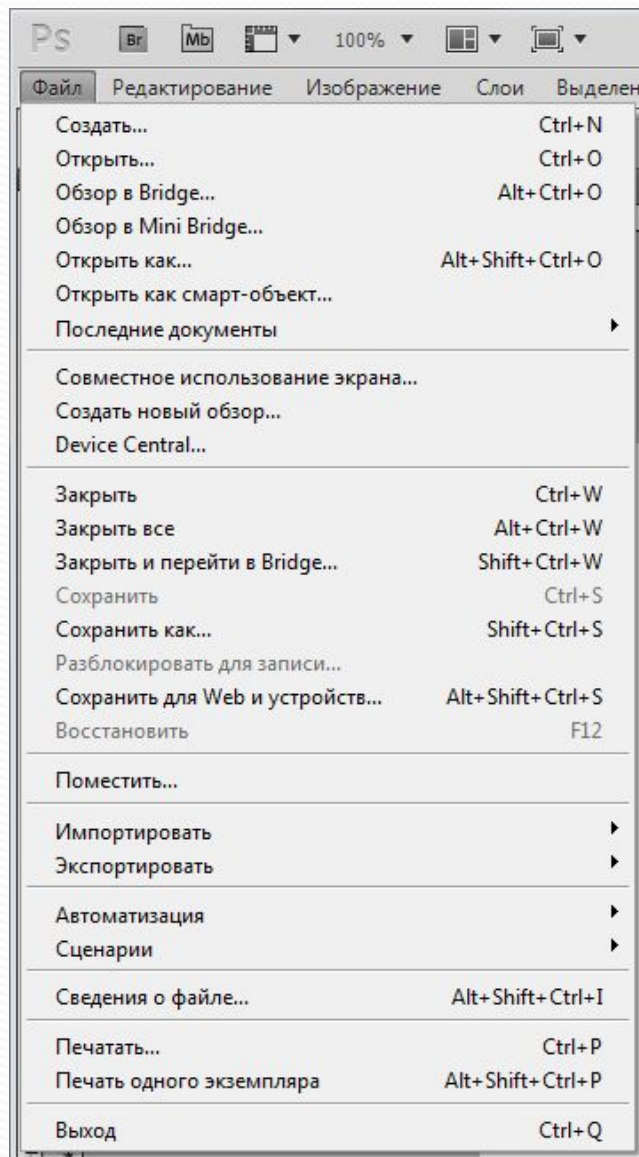 Ps Br Mb 100%
Файл Редактирование Изображение Слои Выделен
Создать... Ctrl+N
Открыть... Ctrl+O
Обзор в Bridge... Alt+Ctrl+O
Обзор в Mini Bridge...
Открыть как... Alt+Shift+Ctrl+O
Открыть как смарт-объект...
Последние документы
Совместное использование экрана...
Создать новый обзор...
Device Central...
Закрыть Ctrl+W
Закрыть все Alt+Ctrl+W
Закрыть и перейти в Bridge... Shift+Ctrl+W
Сохранить Ctrl+S
Сохранить как... Shift+Ctrl+S
Разблокировать для записи...
Сохранить для Web и устройств... Alt+Shift+Ctrl+S
Восстановить F12
Поместить...
Импортировать
Экспортировать
Автоматизация
Сценарии
Сведения о файле... Alt+Shift+Ctrl+I
Печатать... Ctrl+P
Печать одного экземпляра Alt+Shift+Ctrl+P
Выход Ctrl+Q